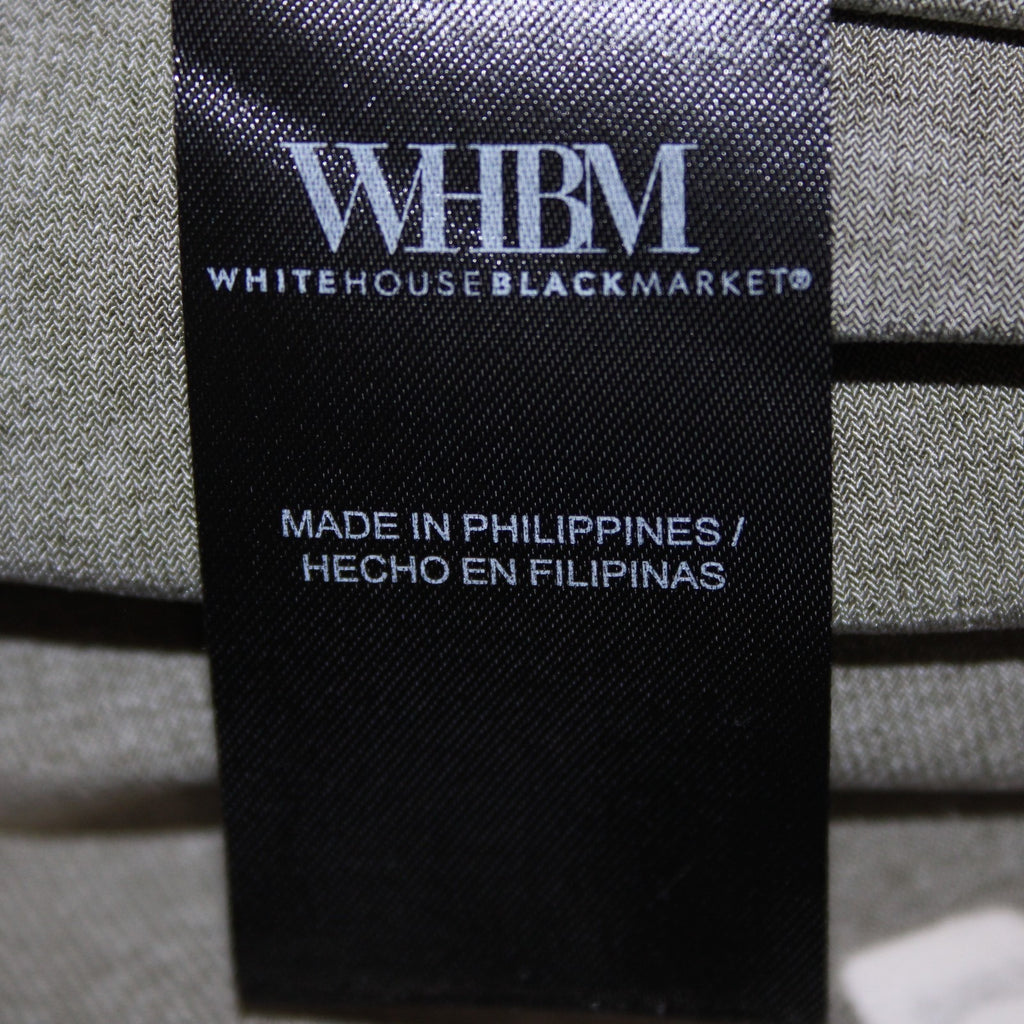 WHBM
WHITEHOUSEBLACKMARKET®
MADE IN PHILIPPINES /
HECHO EN FILIPINAS